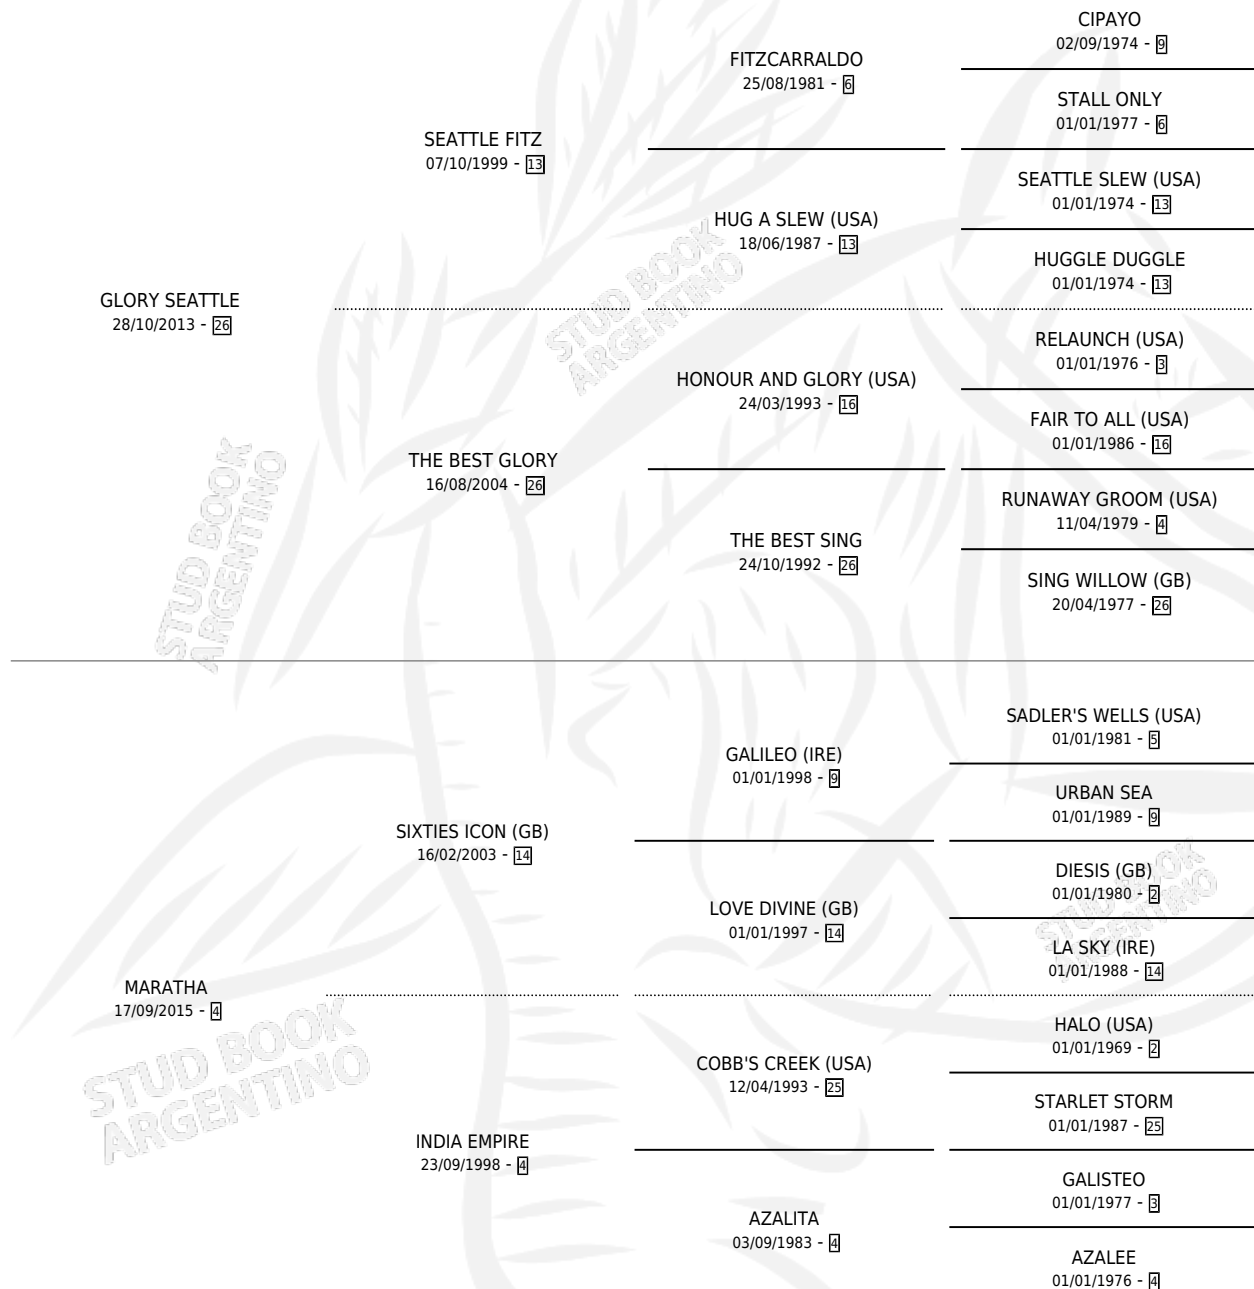 CIPAYO
02/09/1974 - 9
FITZCARRALDO
25/08/1981 - 6
STALL ONLY
01/01/1977 - 6
SEATTLE FITZ
07/10/1999 - 13
SEATTLE SLEW (USA)
01/01/1974 - 13
HUG A SLEW (USA)
18/06/1987 - 13
HUGGLE DUGGLE
01/01/1974 - 13
GLORY SEATTLE
28/10/2013 - 26
RELAUNCH (USA)
01/01/1976 - 3
HONOUR AND GLORY (USA)
24/03/1993 - 16
FAIR TO ALL (USA)
01/01/1986 - 16
THE BEST GLORY
16/08/2004 - 26
RUNAWAY GROOM (USA)
11/04/1979 - 4
THE BEST SING
24/10/1992 - 26
SING WILLOW (GB)
20/04/1977 - 26
SADLER'S WELLS (USA)
01/01/1981 - 5
GALILEO (IRE)
01/01/1998 - 9
URBAN SEA
01/01/1989 - 9
SIXTIES ICON (GB)
16/02/2003 - 14
DIESIS (GB)
01/01/1980 - 2
LOVE DIVINE (GB)
01/01/1997 - 14
LA SKY (IRE)
01/01/1988 - 14
MARATHA
17/09/2015 - 4
HALO (USA)
01/01/1969 - 2
COBB'S CREEK (USA)
12/04/1993 - 25
STARLET STORM
01/01/1987 - 25
INDIA EMPIRE
23/09/1998 - 4
GALISTEO
01/01/1977 - 3
AZALITA
03/09/1983 - 4
AZALEE
01/01/1976 - 4
STUD BOOK
ARGENTINO
STUD BOOK
ARGENTINO
STUD BOOK
ARGENTINO
STUD BOOK
ARGENTINO